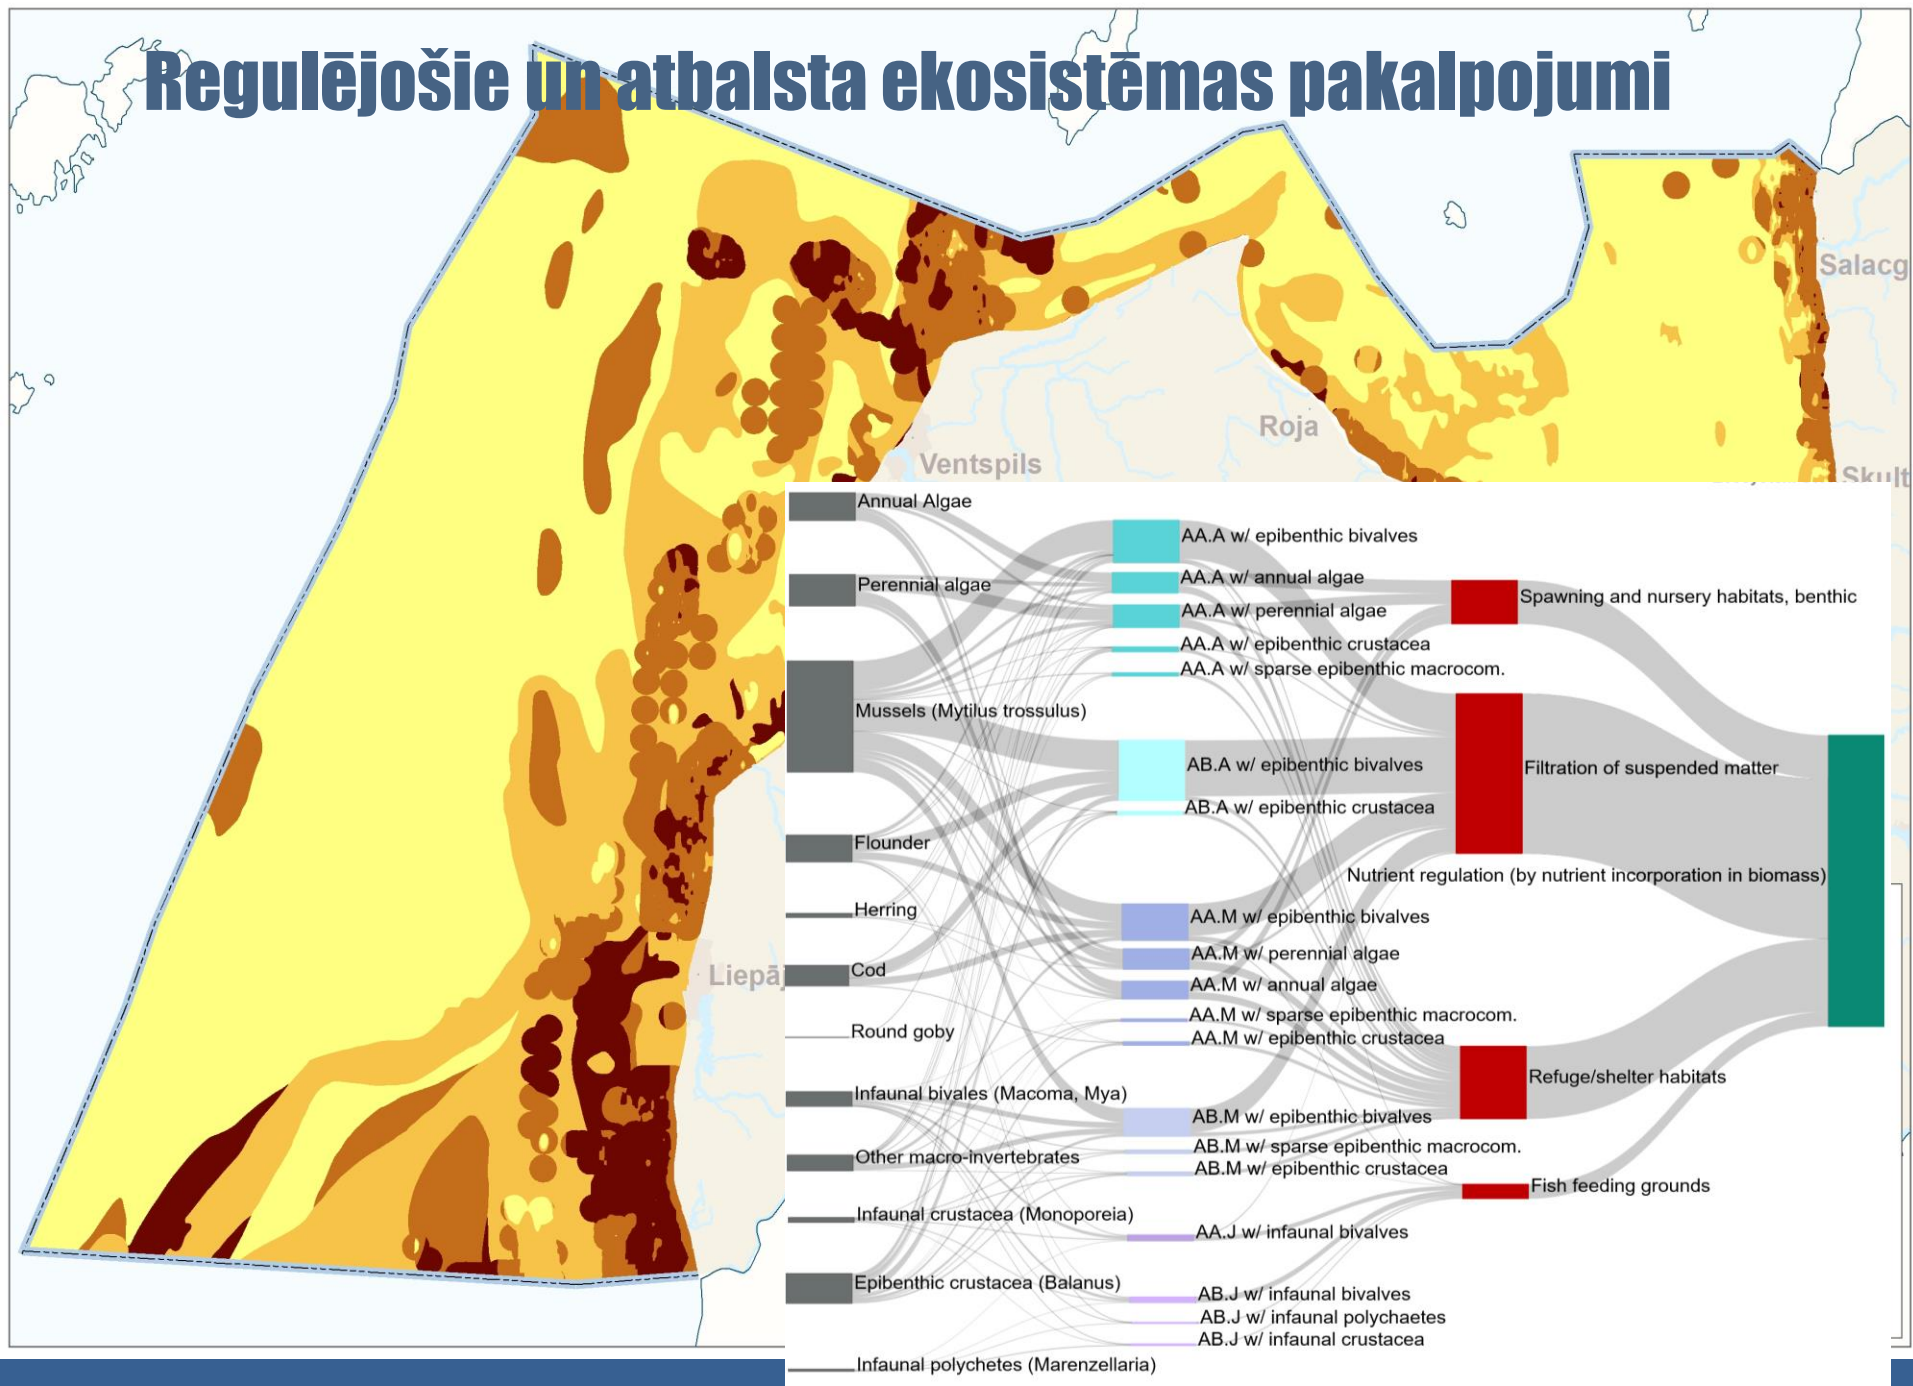 Regulējošie un atbalsta ekosistēmas pakalpojumi
Salacg
Roja
Ventspils
Skult
Liepāj
Annual Algae
Perennial algae
Mussels (Mytilus trossulus)
Flounder
Herring
Cod
Round goby
Infaunal bivales (Macoma, Mya)
Other macro-invertebrates
Infaunal crustacea (Monoporeia)
Epibenthic crustacea (Balanus)
Infaunal polychetes (Marenzellaria)
AA.A w/ epibenthic bivalves
AA.A w/ annual algae
AA.A w/ perennial algae
AA.A w/ epibenthic crustacea
AA.A w/ sparse epibenthic macrocom.
AB.A w/ epibenthic bivalves
AB.A w/ epibenthic crustacea
AA.M w/ epibenthic bivalves
AA.M w/ perennial algae
AA.M w/ annual algae
AA.M w/ sparse epibenthic macrocom.
AA.M w/ epibenthic crustacea
AB.M w/ epibenthic bivalves
AB.M w/ sparse epibenthic macrocom.
AB.M w/ epibenthic crustacea
AA.J w/ infaunal bivalves
AB.J w/ infaunal bivalves
AB.J w/ infaunal polychaetes
AB.J w/ infaunal crustacea
Spawning and nursery habitats, benthic
Filtration of suspended matter
Nutrient regulation (by nutrient incorporation in biomass)
Refuge/shelter habitats
Fish feeding grounds